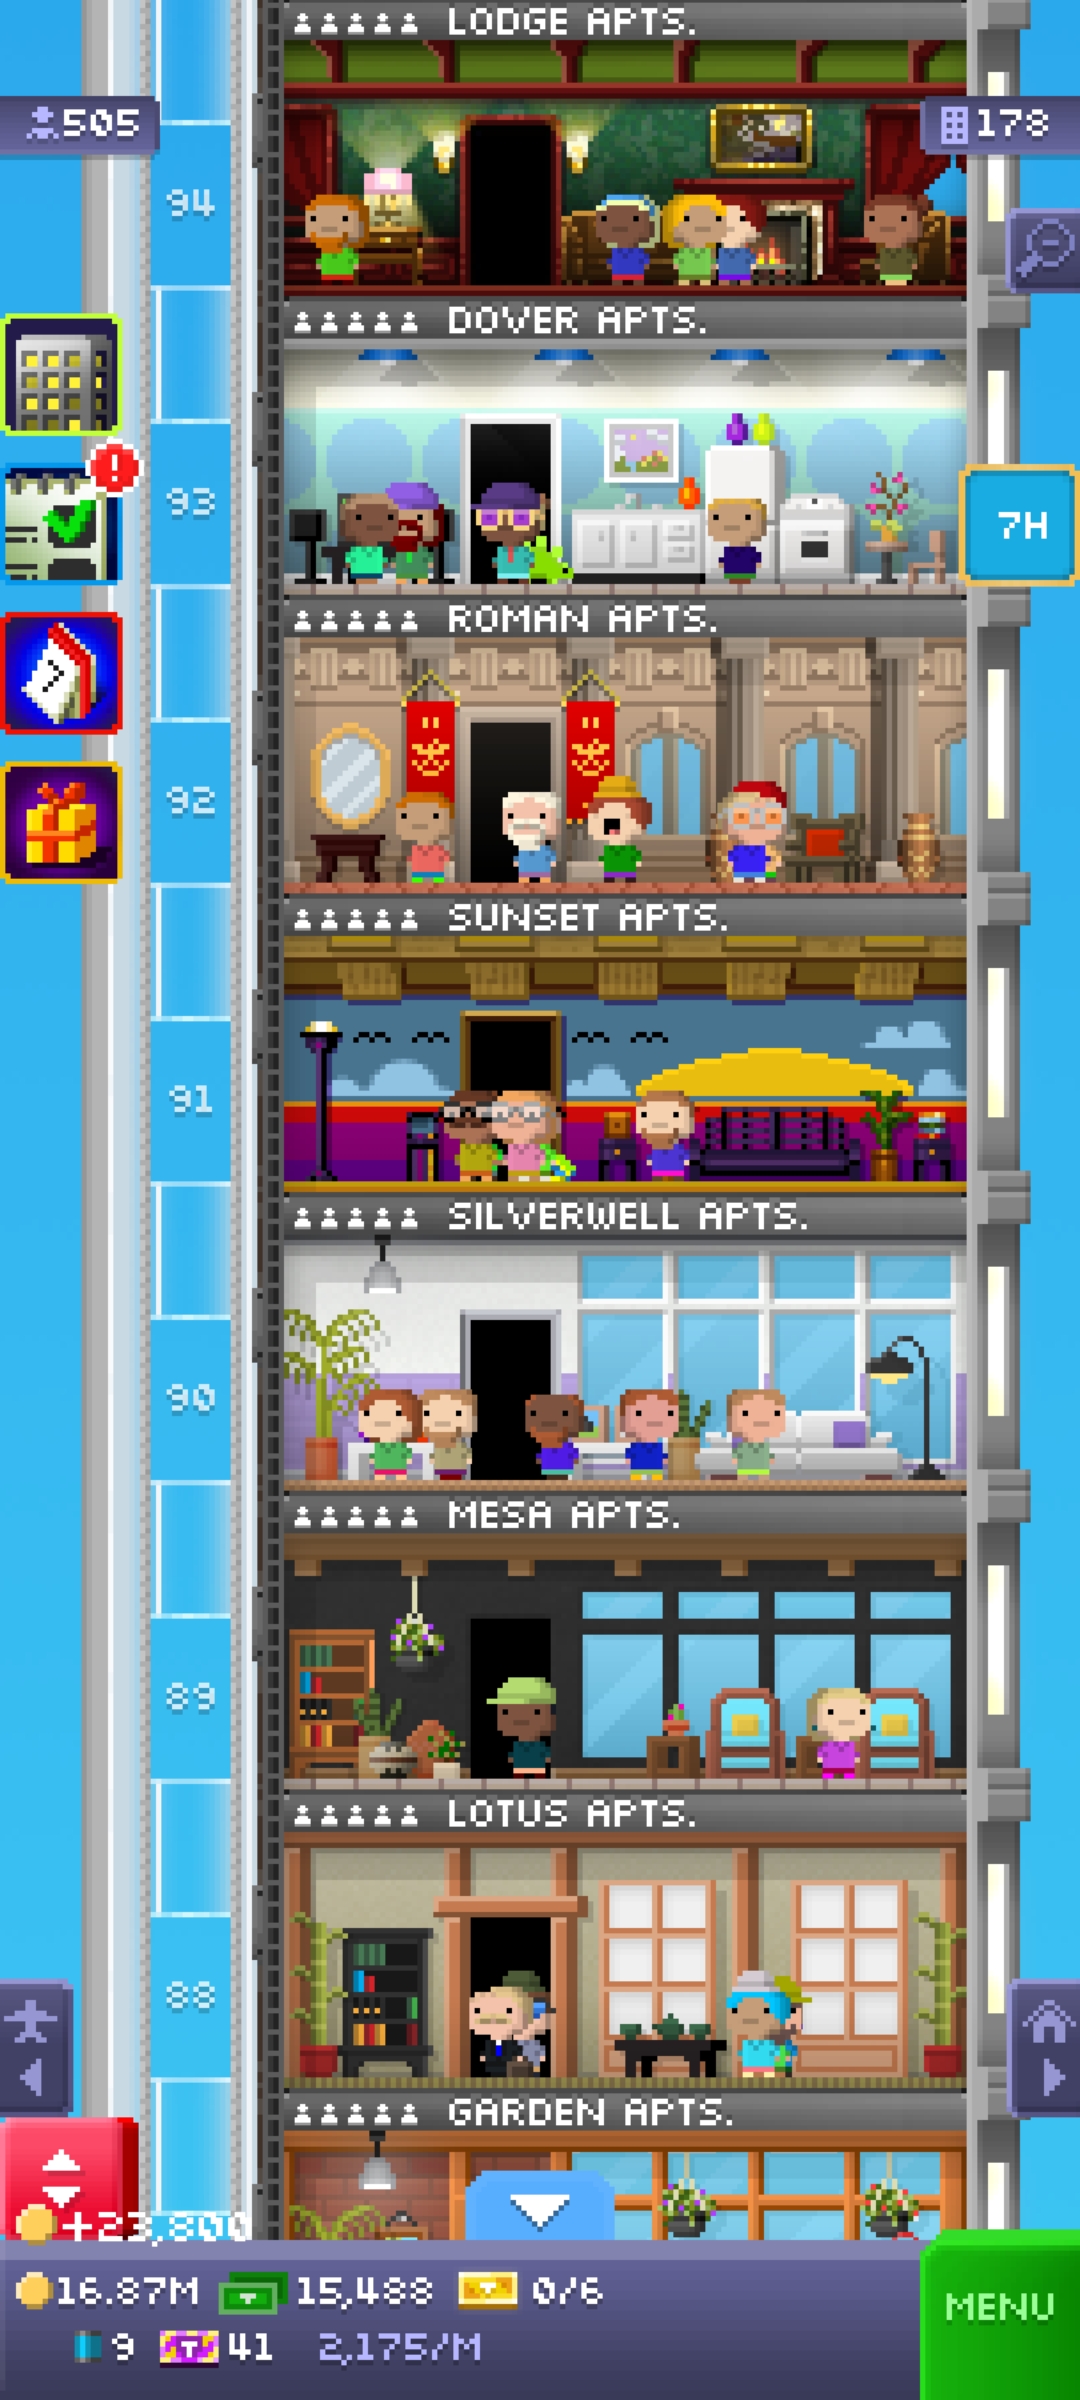 LODGE APTS.
505
178
94
DOVER APTS.
93
7H
ROMAN APTS.
7
92
SUNSET APTS.
91
SILVERWELL APTS.
90
MESA APTS.
89
LOTUS APTS.
88
GARDEN APTS.
+23,800
16.87M 15,488 0/6
MENU
9 T 41 2,175/M